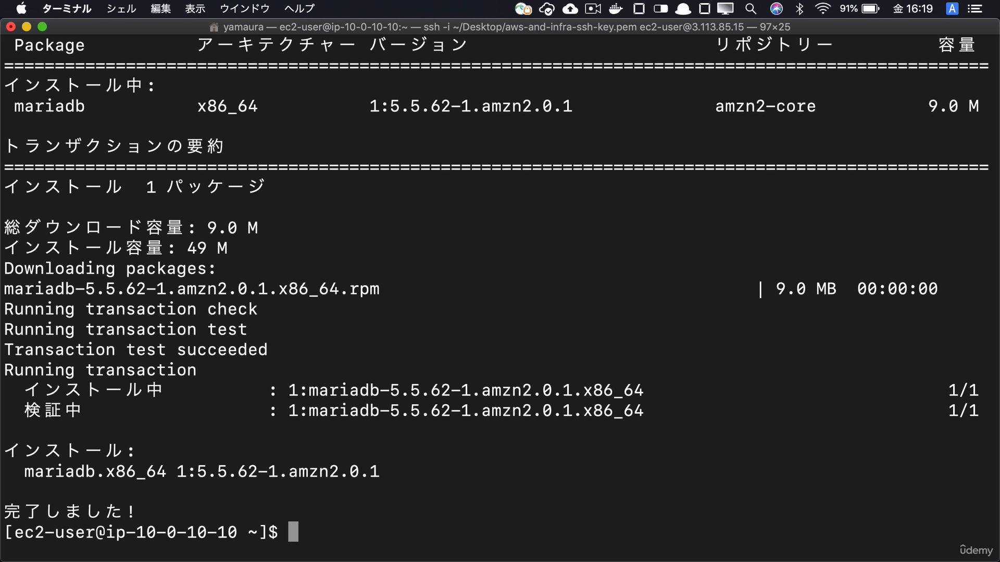 ターミナル シェル 編集 表示 ウインドウ ヘルプ 91% 金 16:19 A
yamaura — ec2-user@ip-10-0-10-10:~ — ssh -i ~/Desktop/aws-and-infra-ssh-key.pem ec2-user@3.113.85.15 — 97×25
Package アーキテクチャー バージョン リポジトリー 容量
=================================================================================================
インストール中:
mariadb x86_64 1:5.5.62-1.amzn2.0.1 amzn2-core 9.0 M
トランザクションの要約
=================================================================================================
インストール 1 パッケージ
総ダウンロード容量: 9.0 M
インストール容量: 49 M
Downloading packages:
mariadb-5.5.62-1.amzn2.0.1.x86_64.rpm | 9.0 MB 00:00:00
Running transaction check
Running transaction test
Transaction test succeeded
Running transaction
インストール中 : 1:mariadb-5.5.62-1.amzn2.0.1.x86_64 1/1
検証中 : 1:mariadb-5.5.62-1.amzn2.0.1.x86_64 1/1
インストール:
mariadb.x86_64 1:5.5.62-1.amzn2.0.1
完了しました!
[ec2-user@ip-10-0-10-10 ~]$
udemy